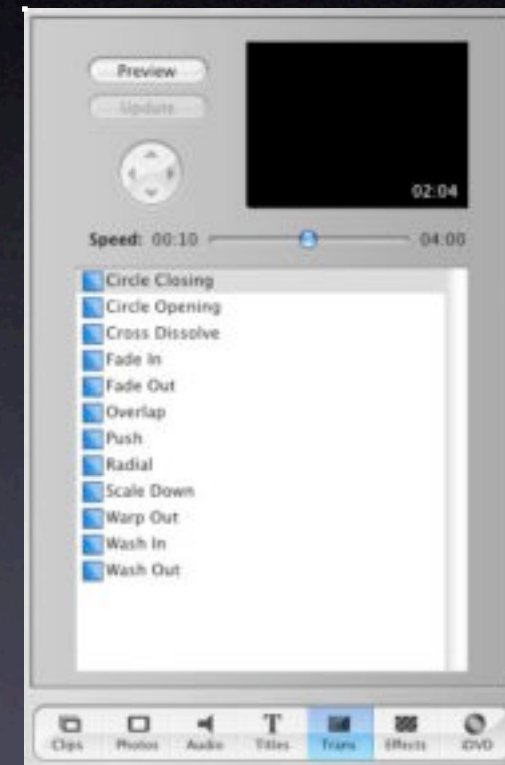 Preview
Update
02:04
Speed: 00:10 04:00
Circle Closing
Circle Opening
Cross Dissolve
Fade In
Fade Out
Overlap
Push
Radial
Scale Down
Warp Out
Wash In
Wash Out
Clips Photos Audio Titles Trans Effects iDVD